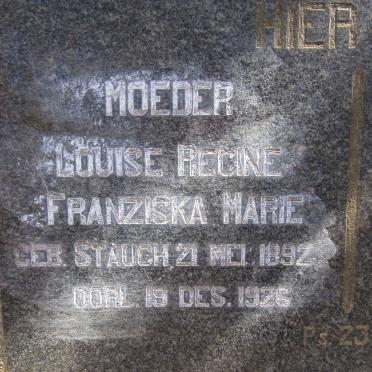 HIER
MOEDER
LOUISE REGINE
FRANZISKA MARIE
GEB. STAUCH 21 MEI. 1892
OORL. 19 DES. 1926
Ps. 23